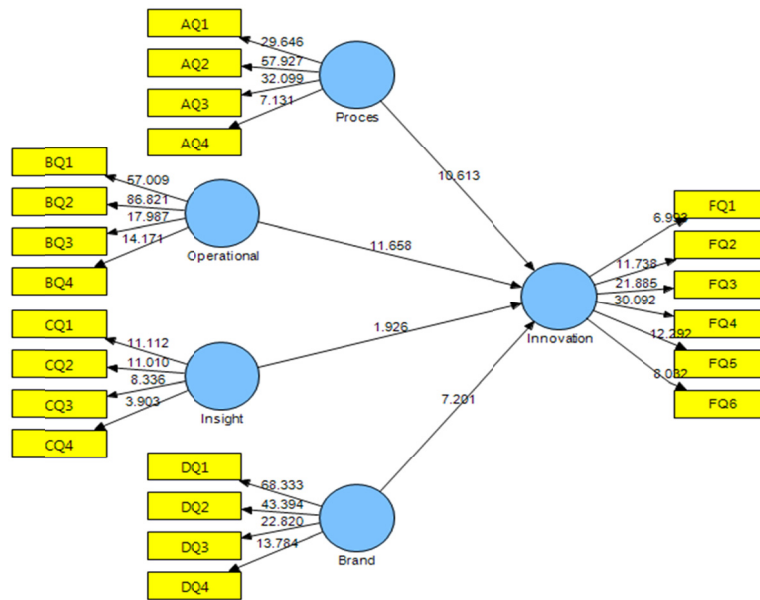 AQ1
29.646
AQ2
57.927
AQ3
32.099
AQ4
7.131
Proces
10.613
BQ1
57.009
BQ2
86.821
BQ3
17.987
BQ4
14.171
Operational
11.658
CQ1
11.112
CQ2
11.010
CQ3
8.336
CQ4
3.903
Insight
1.926
DQ1
68.333
DQ2
43.394
DQ3
22.820
DQ4
13.784
Brand
7.201
Innovation
6.993
FQ1
11.738
FQ2
21.885
FQ3
30.092
FQ4
12.292
FQ5
8.032
FQ6